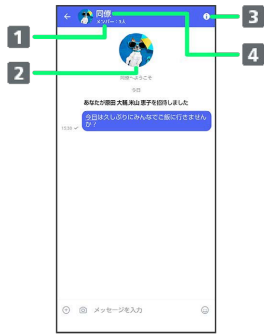 同僚
メンバー：3人
1
3
2
4
同僚へようこそ
今日
あなたが原田 大輔,米山 恵子を招待しました
今日は久しぶりにみんなでご飯に行きません
か？
15:50
メッセージを入力